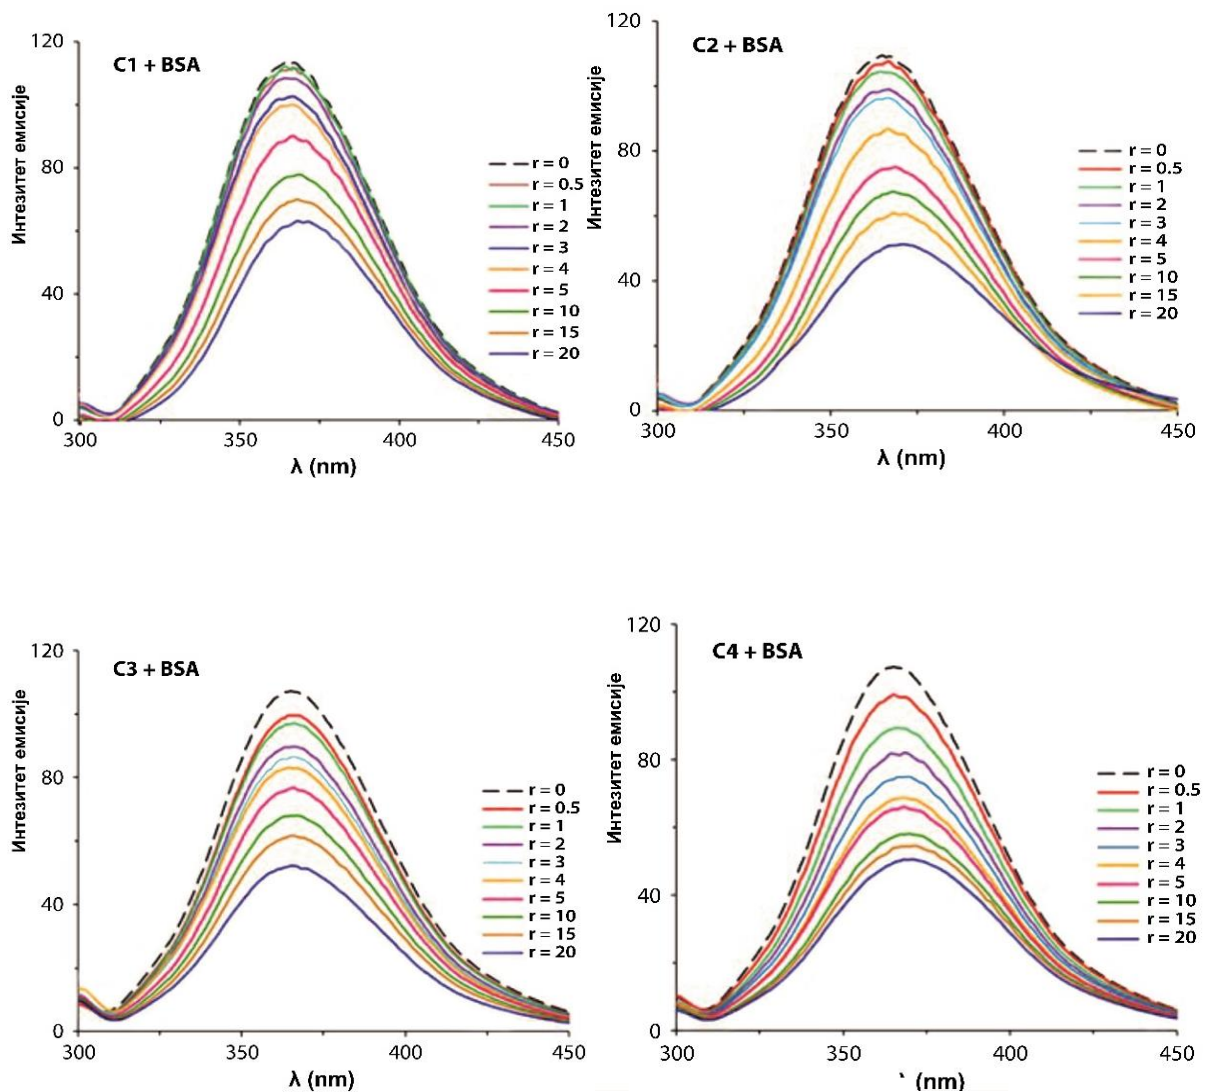 C1 + BSA
Интезитет емисије
120
80
40
0
300
350
400
450
λ (nm)
r = 0
r = 0.5
r = 1
r = 2
r = 3
r = 4
r = 5
r = 10
r = 15
r = 20
C2 + BSA
Интезитет емисије
120
80
40
0
300
350
400
450
λ (nm)
r = 0
r = 0.5
r = 1
r = 2
r = 3
r = 4
r = 5
r = 10
r = 15
r = 20
C3 + BSA
Интезитет емисије
120
80
40
0
300
350
400
450
λ (nm)
r = 0
r = 0.5
r = 1
r = 2
r = 3
r = 4
r = 5
r = 10
r = 15
r = 20
C4 + BSA
Интезитет емисије
120
80
40
0
300
350
400
450
(nm)
r = 0
r = 0.5
r = 1
r = 2
r = 3
r = 4
r = 5
r = 10
r = 15
r = 20